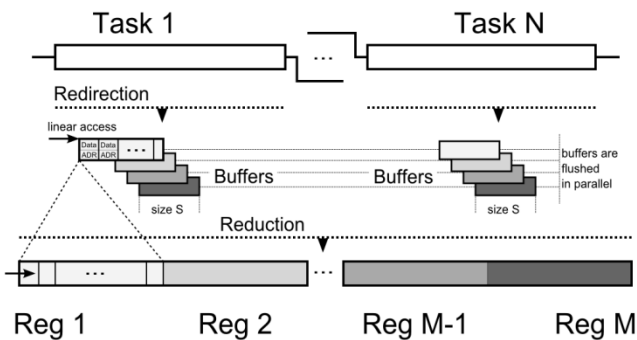 Task 1
Task N
...
Redirection
linear access
Data Data
ADR ADR
...
Buffers
Buffers
buffers are
flushed
in parallel
size S
size S
Reduction
...
...
Reg 1
Reg 2
Reg M-1
Reg M